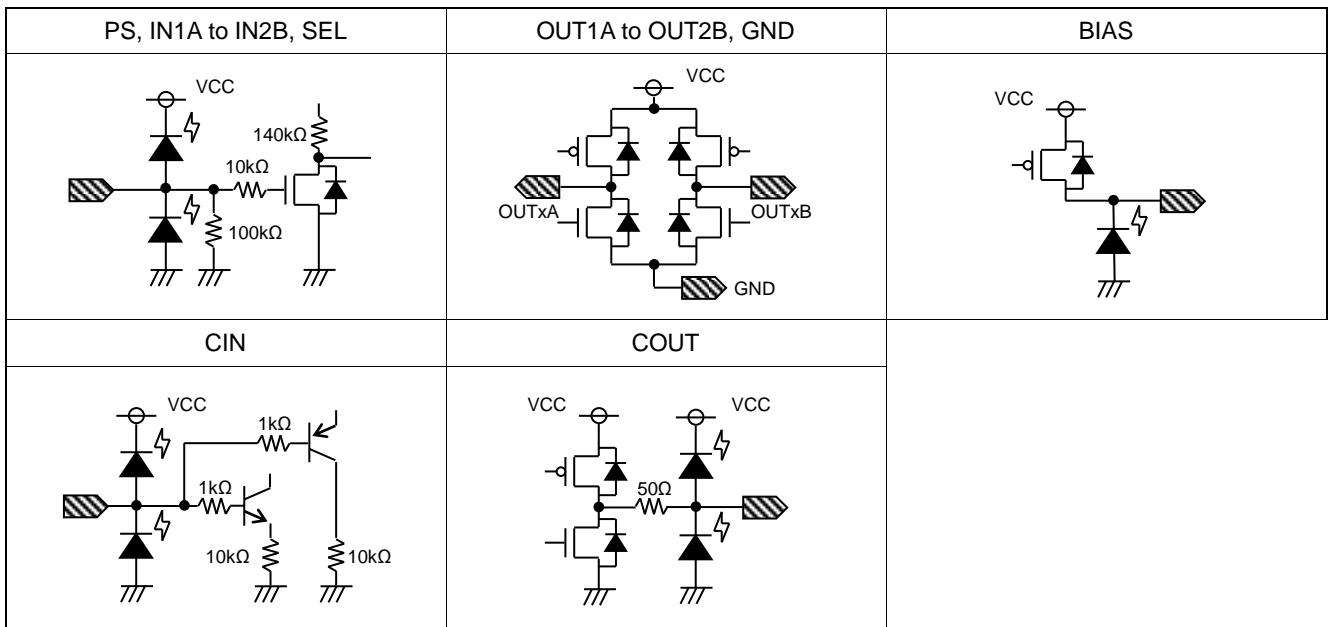 PS, IN1A to IN2B, SEL
VCC
140kΩ
10kΩ
100kΩ
OUT1A to OUT2B, GND
VCC
OUTxA
OUTxB
GND
BIAS
VCC
CIN
VCC
1kΩ
1kΩ
10kΩ
10kΩ
COUT
VCC
VCC
50Ω